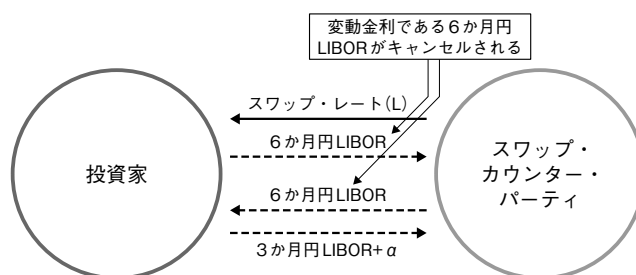 変動金利である6か月円
LIBORがキャンセルされる
スワップ・レート(L)
6か月円LIBOR
投資家
6か月円LIBOR
3か月円LIBOR+α
スワップ・
カウンター・
パーティ